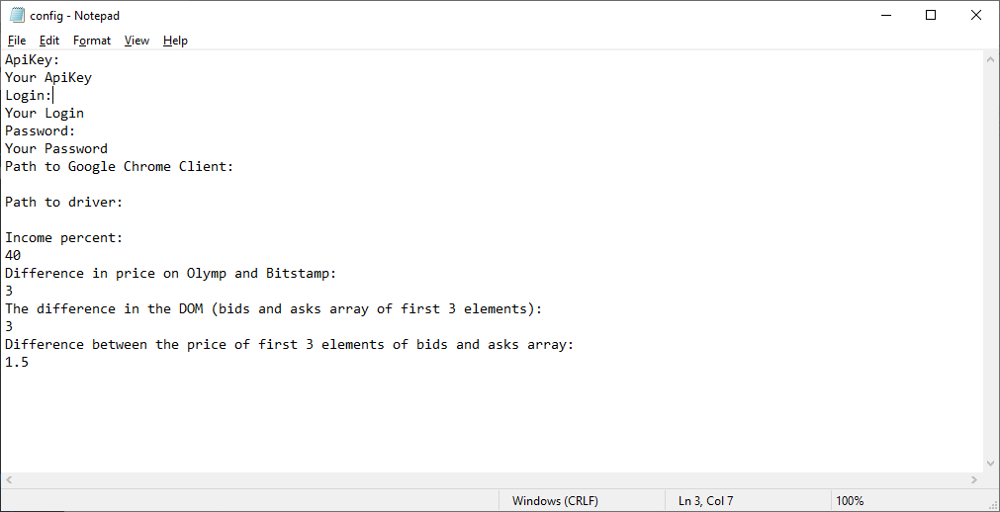 config - Notepad
File Edit Format View Help
ApiKey:
Your ApiKey
Login:
Your Login
Password:
Your Password
Path to Google Chrome Client:
Path to driver:
Income percent:
40
Difference in price on Olymp and Bitstamp:
3
The difference in the DOM (bids and asks array of first 3 elements):
3
Difference between the price of first 3 elements of bids and asks array:
1.5
Windows (CRLF) Ln 3, Col 7 100%